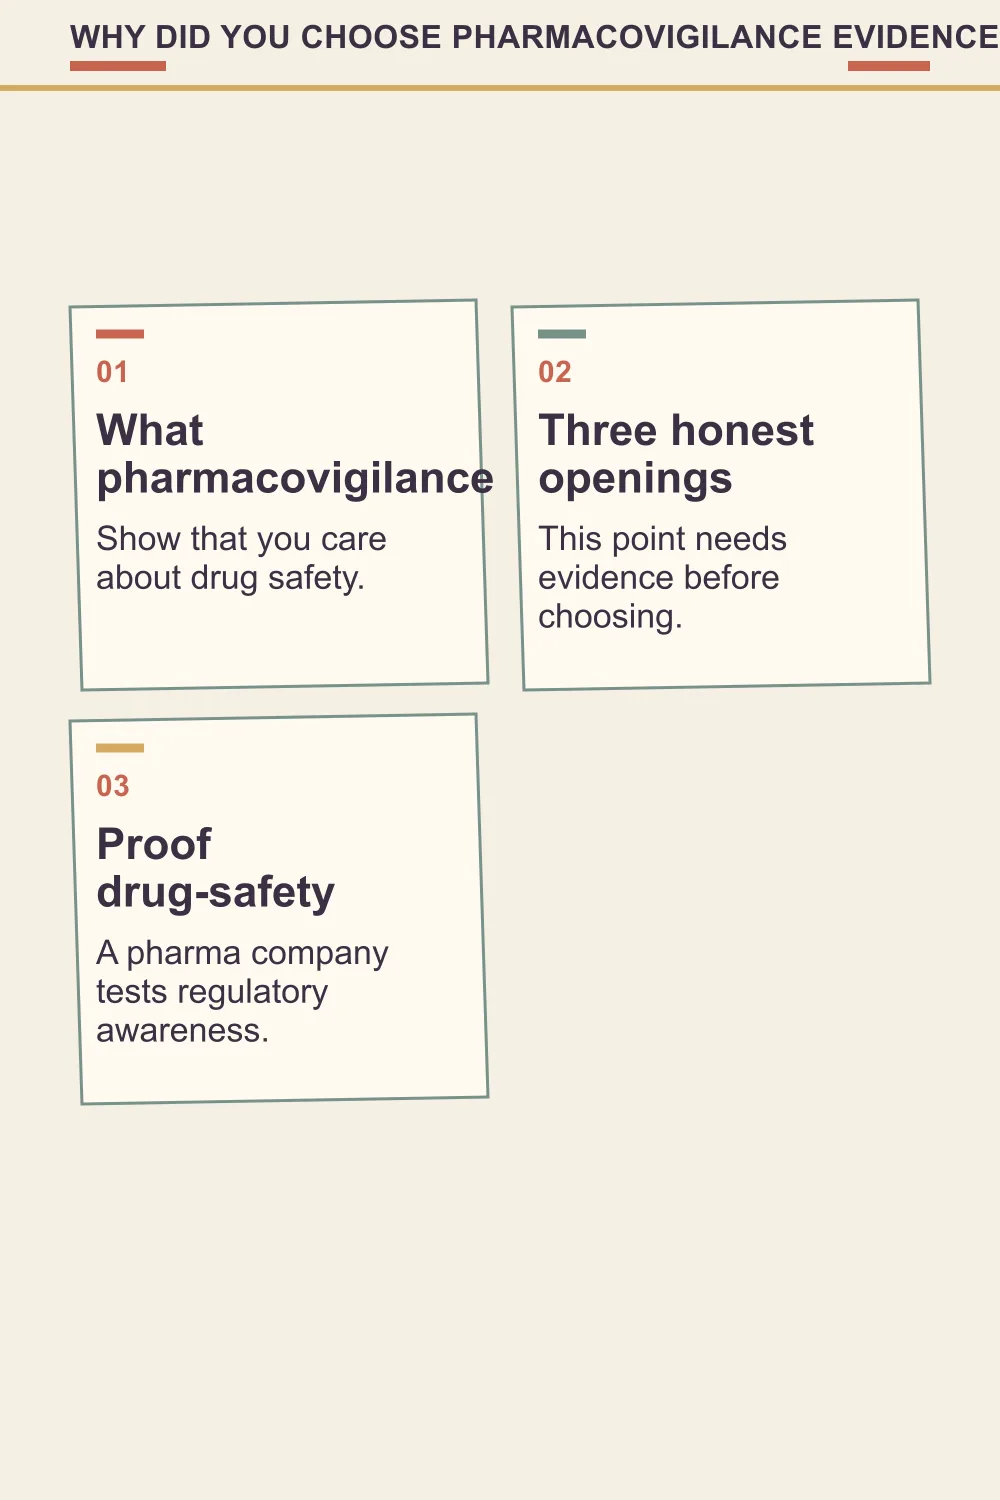 WHY DID YOU CHOOSE PHARMACOVIGILANCE EVIDENCE
01
What
pharmacovigilance
Show that you care
about drug safety.
02
Three honest
openings
This point needs
evidence before
choosing.
03
Proof
drug-safety
A pharma company
tests regulatory
awareness.